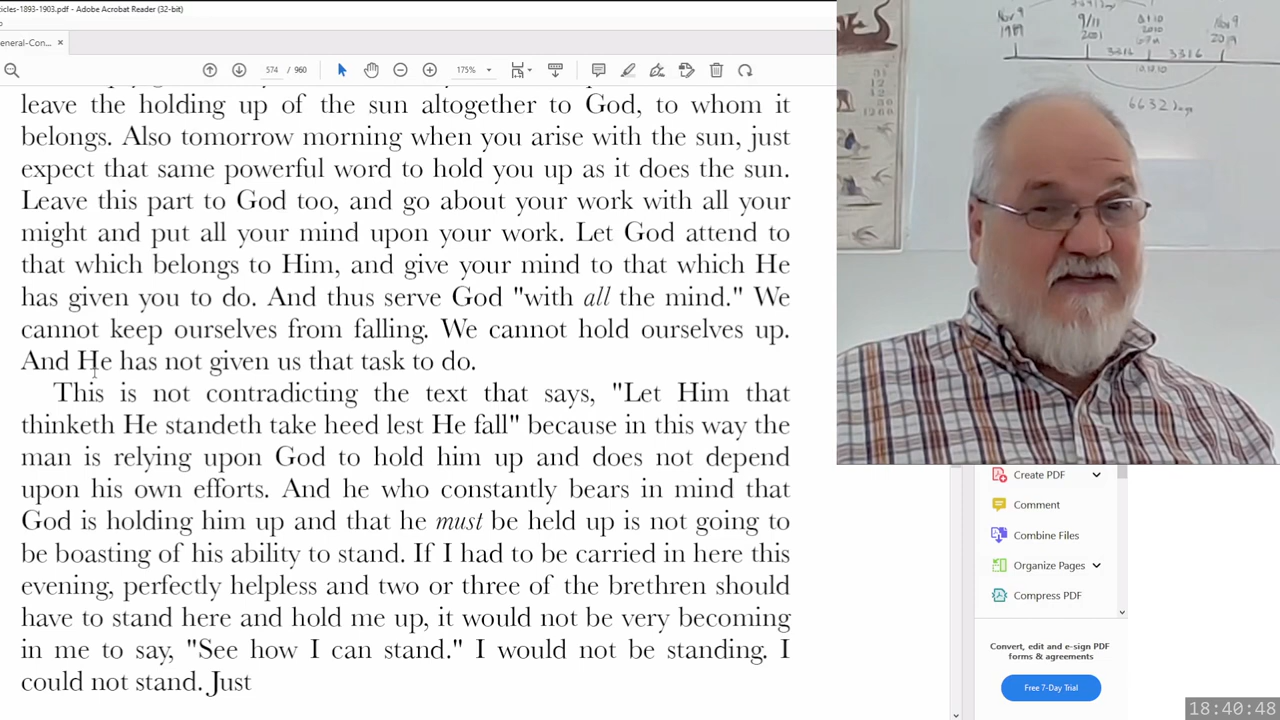 icles-1893-1903.pdf - Adobe Acrobat Reader (32-bit)
eneral-Con... ×
574 / 960
175%
leave the holding up of the sun altogether to God, to whom it
belongs. Also tomorrow morning when you arise with the sun, just
expect that same powerful word to hold you up as it does the sun.
Leave this part to God too, and go about your work with all your
might and put all your mind upon your work. Let God attend to
that which belongs to Him, and give your mind to that which He
has given you to do. And thus serve God "with all the mind." We
cannot keep ourselves from falling. We cannot hold ourselves up.
And He has not given us that task to do.
This is not contradicting the text that says, "Let Him that
thinketh He standeth take heed lest He fall" because in this way the
man is relying upon God to hold him up and does not depend
upon his own efforts. And he who constantly bears in mind that
God is holding him up and that he must be held up is not going to
be boasting of his ability to stand. If I had to be carried in here this
evening, perfectly helpless and two or three of the brethren should
have to stand here and hold me up, it would not be very becoming
in me to say, "See how I can stand." I would not be standing. I
could not stand. Just
Nov 9
1989
9/11
2001
2010
Nov 9
2019
3316
3316
10.10.10
6632 Days
Create PDF
Comment
Combine Files
Organize Pages
Compress PDF
Convert, edit and e-sign PDF
forms & agreements
Free 7-Day Trial
18:40:48